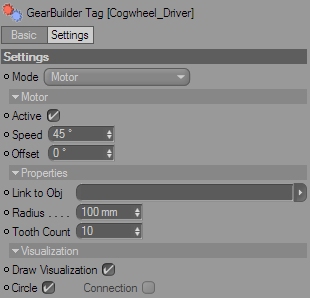 GearBuilder Tag [Cogwheel_Driver]
Basic Settings
Settings
Mode Motor
Motor
Active
Speed 45 °
Offset 0 °
Properties
Link to Obj
Radius . . . . 100 mm
Tooth Count 10
Visualization
Draw Visualization
Circle Connection